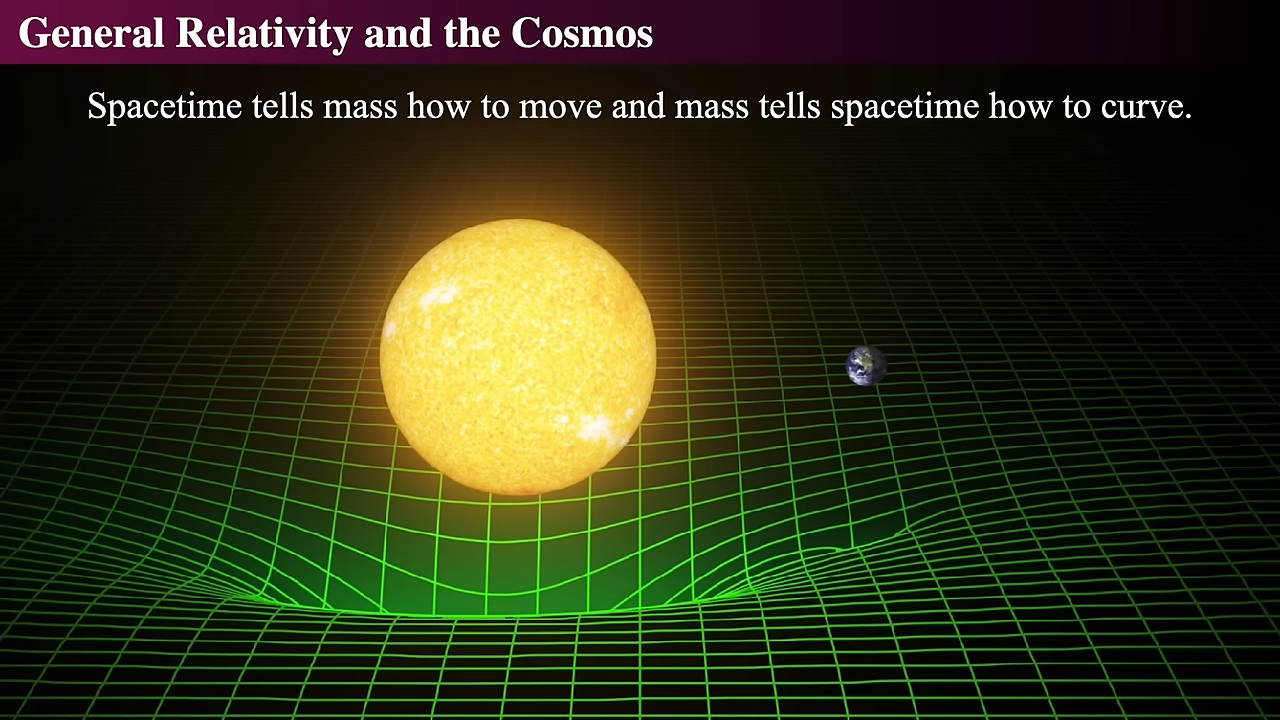 General Relativity and the Cosmos
Spacetime tells mass how to move and mass tells spacetime how to curve.